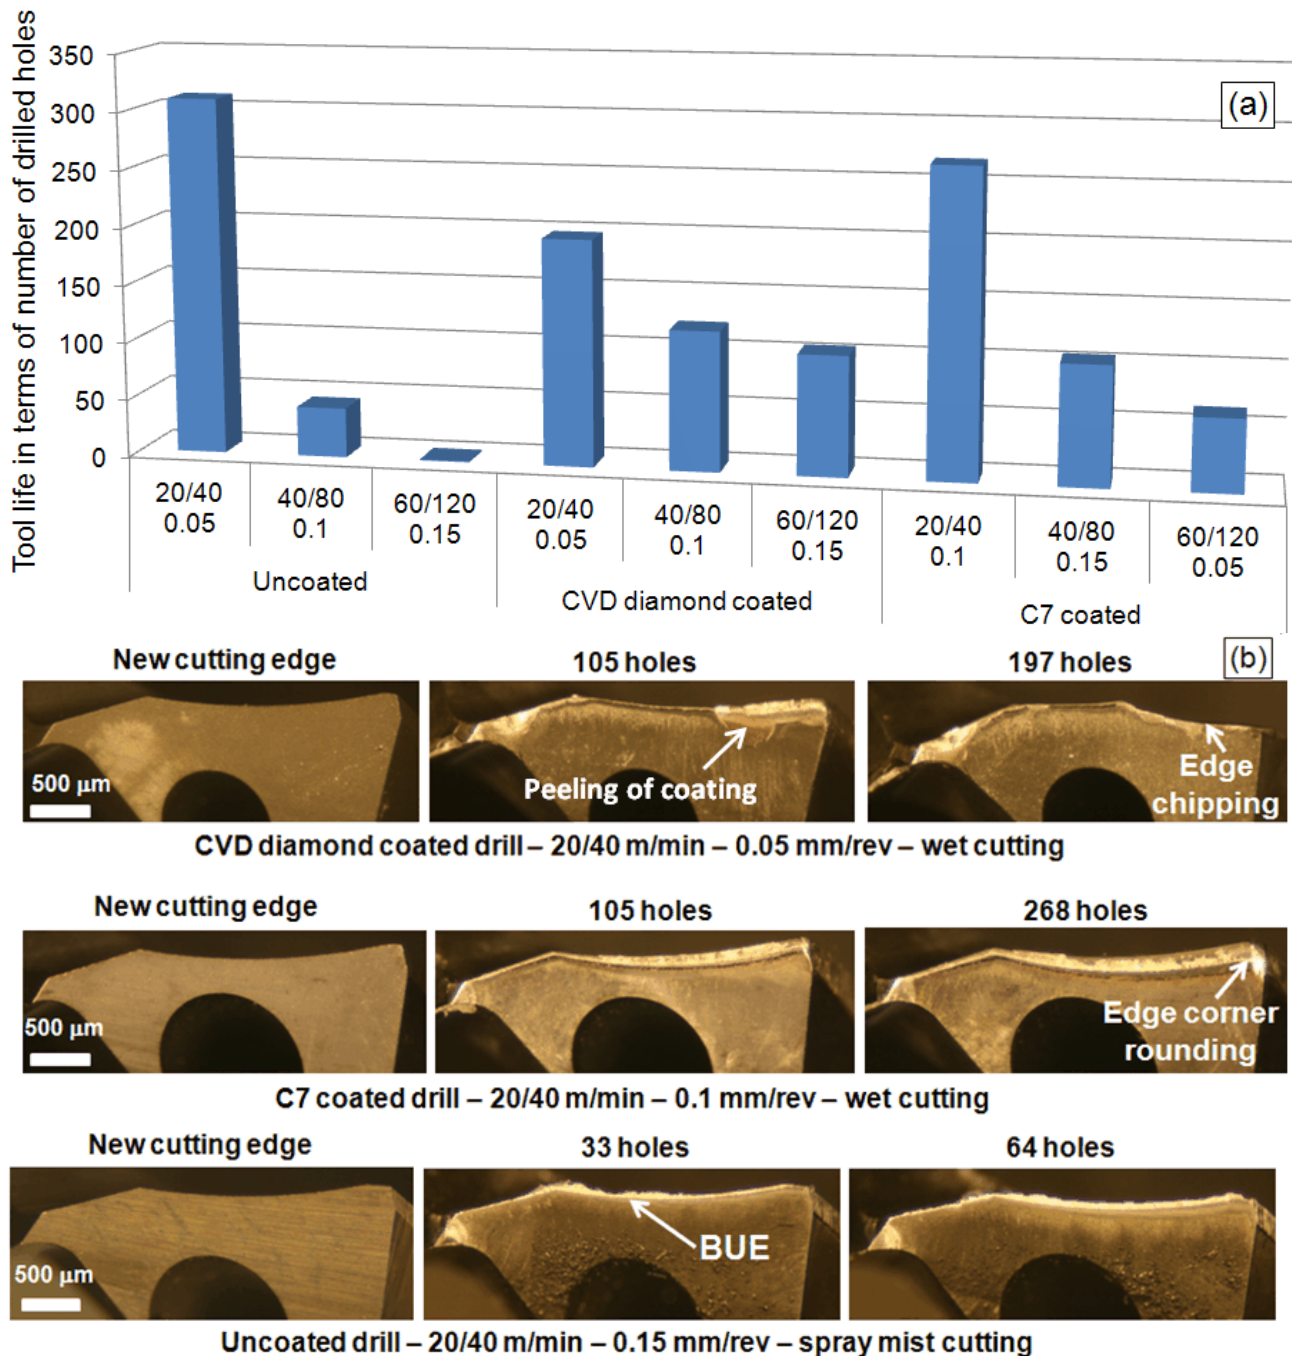 Tool life in terms of number of drilled holes
350
300
250
200
150
100
50
0
(a)
20/40 40/80 60/120 20/40 40/80 60/120 20/40 40/80 60/120
0.05 0.1 0.15 0.05 0.1 0.15 0.1 0.15 0.05
Uncoated CVD diamond coated C7 coated
(b)
New cutting edge 105 holes 197 holes
500 μm
Peeling of coating
Edge
chipping
CVD diamond coated drill – 20/40 m/min – 0.05 mm/rev – wet cutting
New cutting edge 105 holes 268 holes
500 μm
Edge corner
rounding
C7 coated drill – 20/40 m/min – 0.1 mm/rev – wet cutting
New cutting edge 33 holes 64 holes
500 μm
BUE
Uncoated drill – 20/40 m/min – 0.15 mm/rev – spray mist cutting